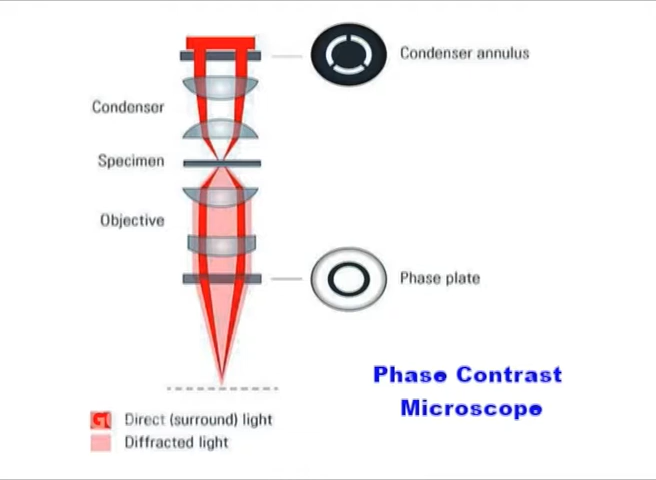 Condenser annulus
Condenser
Specimen
Objective
Phase plate
Phase Contrast
Microscope
Direct (surround) light
Diffracted light